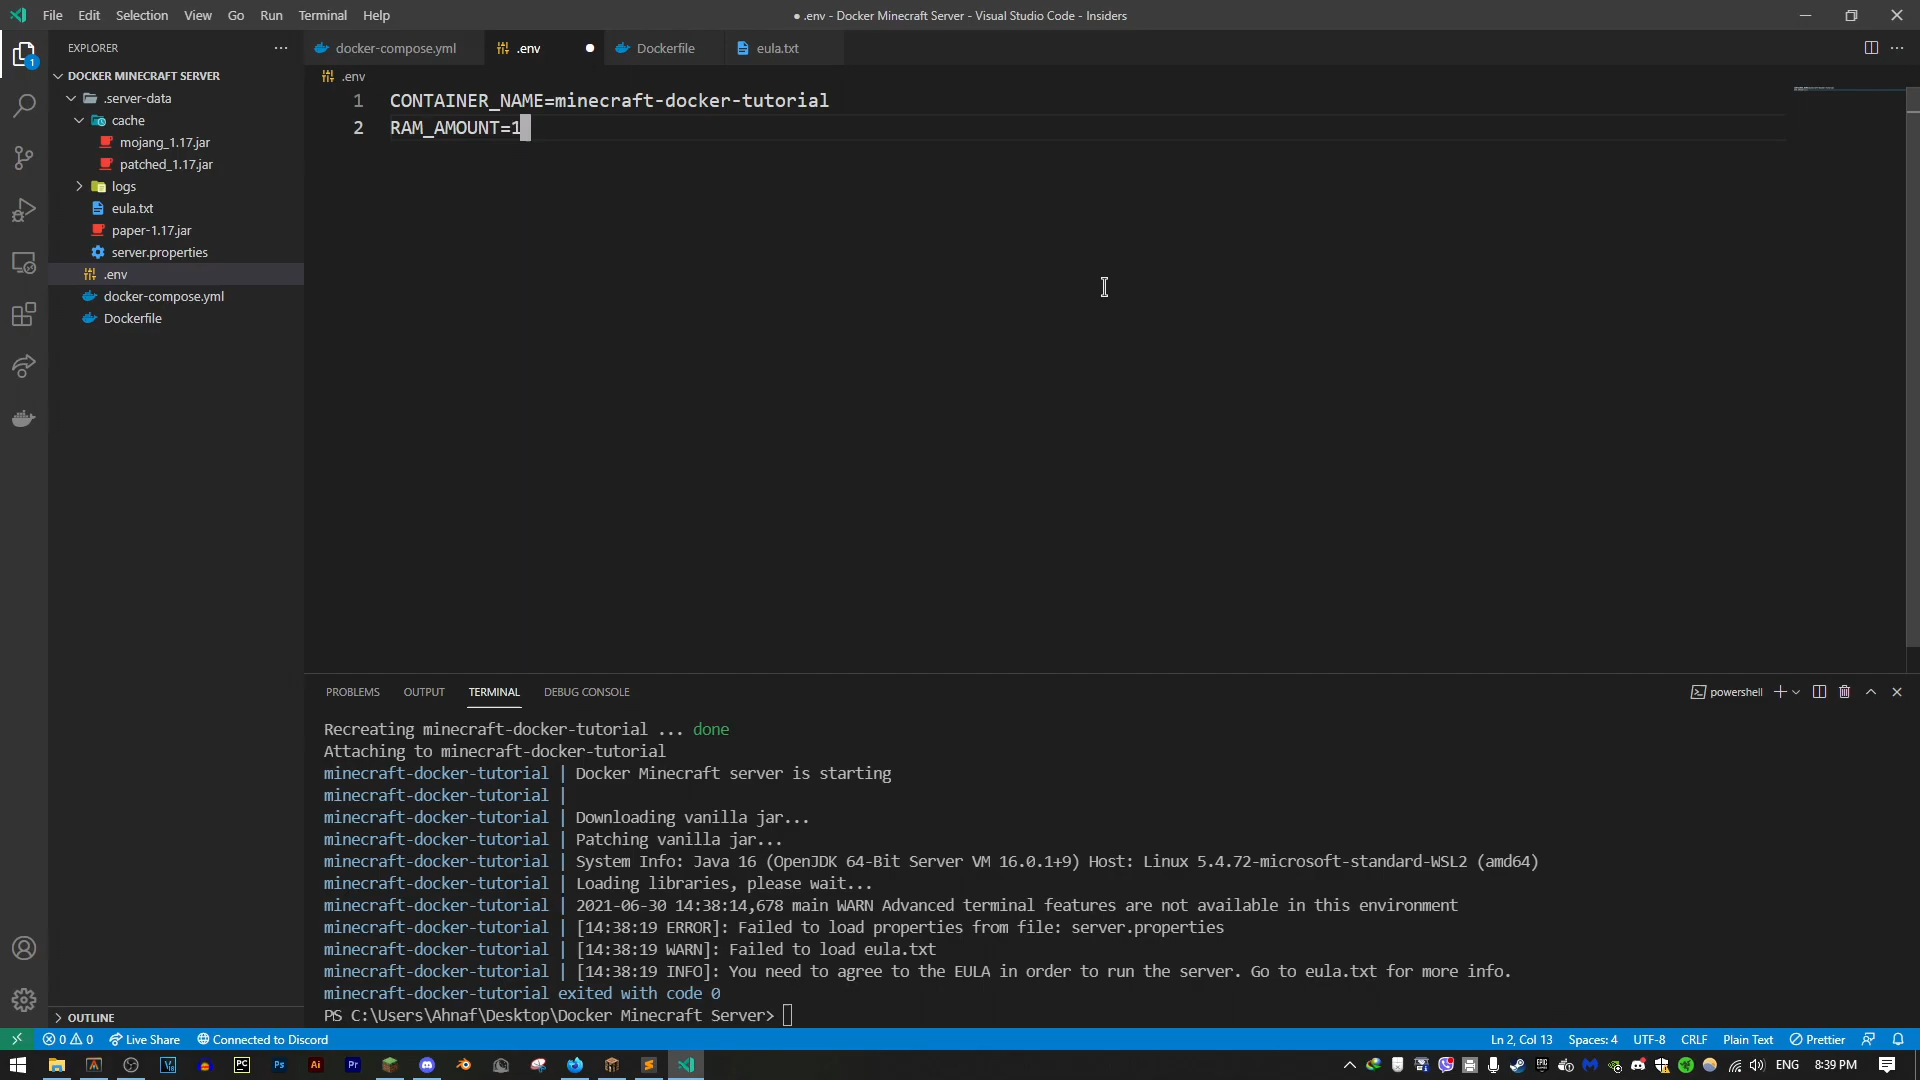 File Edit Selection View Go Run Terminal Help
● .env - Docker Minecraft Server - Visual Studio Code - Insiders
EXPLORER
docker-compose.yml
.env
Dockerfile
eula.txt
1
DOCKER MINECRAFT SERVER
.server-data
cache
mojang_1.17.jar
patched_1.17.jar
logs
eula.txt
paper-1.17.jar
server.properties
.env
docker-compose.yml
Dockerfile
OUTLINE
.env
1 CONTAINER_NAME=minecraft-docker-tutorial
2 RAM_AMOUNT=1
PROBLEMS OUTPUT TERMINAL DEBUG CONSOLE
powershell
Recreating minecraft-docker-tutorial ... done
Attaching to minecraft-docker-tutorial
minecraft-docker-tutorial | Docker Minecraft server is starting
minecraft-docker-tutorial |
minecraft-docker-tutorial | Downloading vanilla jar...
minecraft-docker-tutorial | Patching vanilla jar...
minecraft-docker-tutorial | System Info: Java 16 (OpenJDK 64-Bit Server VM 16.0.1+9) Host: Linux 5.4.72-microsoft-standard-WSL2 (amd64)
minecraft-docker-tutorial | Loading libraries, please wait...
minecraft-docker-tutorial | 2021-06-30 14:38:14,678 main WARN Advanced terminal features are not available in this environment
minecraft-docker-tutorial | [14:38:19 ERROR]: Failed to load properties from file: server.properties
minecraft-docker-tutorial | [14:38:19 WARN]: Failed to load eula.txt
minecraft-docker-tutorial | [14:38:19 INFO]: You need to agree to the EULA in order to run the server. Go to eula.txt for more info.
minecraft-docker-tutorial exited with code 0
PS C:\Users\Ahnaf\Desktop\Docker Minecraft Server>
0 0 Live Share Connected to Discord
Ln 2, Col 13 Spaces: 4 UTF-8 CRLF Plain Text Prettier
PC Ps Ai Pr
ENG 8:39 PM